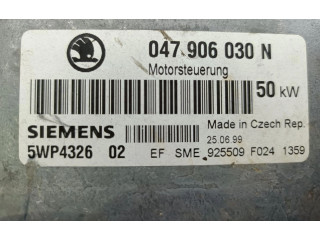 047 906 030 N
Motorsteuerung
50 kW
SIEMENS
Made in Czech Rep.
25.06.99
5WP4326 02 EF SME 925509 F024 1359